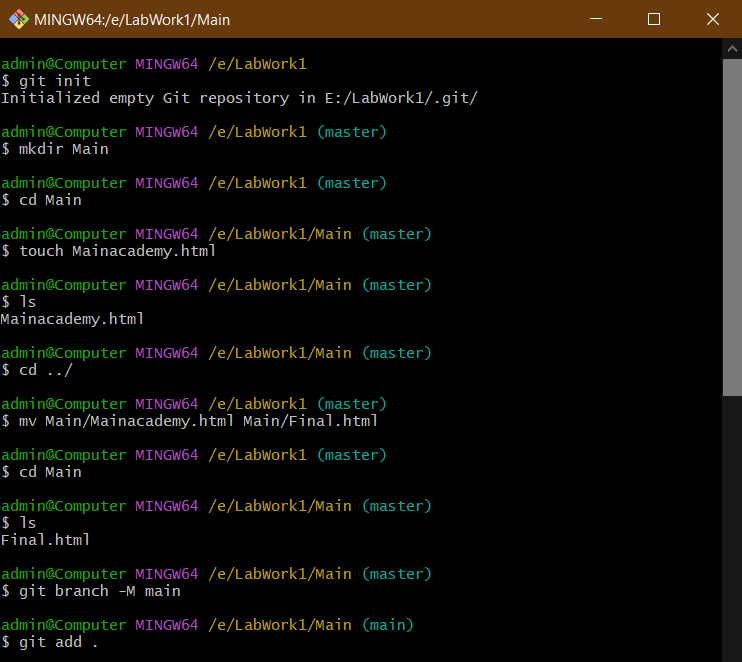 MINGW64:/e/LabWork1/Main
admin@Computer MINGW64 /e/LabWork1
$ git init
Initialized empty Git repository in E:/LabWork1/.git/
admin@Computer MINGW64 /e/LabWork1 (master)
$ mkdir Main
admin@Computer MINGW64 /e/LabWork1 (master)
$ cd Main
admin@Computer MINGW64 /e/LabWork1/Main (master)
$ touch Mainacademy.html
admin@Computer MINGW64 /e/LabWork1/Main (master)
$ ls
Mainacademy.html
admin@Computer MINGW64 /e/LabWork1/Main (master)
$ cd ../
admin@Computer MINGW64 /e/LabWork1 (master)
$ mv Main/Mainacademy.html Main/Final.html
admin@Computer MINGW64 /e/LabWork1 (master)
$ cd Main
admin@Computer MINGW64 /e/LabWork1/Main (master)
$ ls
Final.html
admin@Computer MINGW64 /e/LabWork1/Main (master)
$ git branch -M main
admin@Computer MINGW64 /e/LabWork1/Main (main)
$ git add .